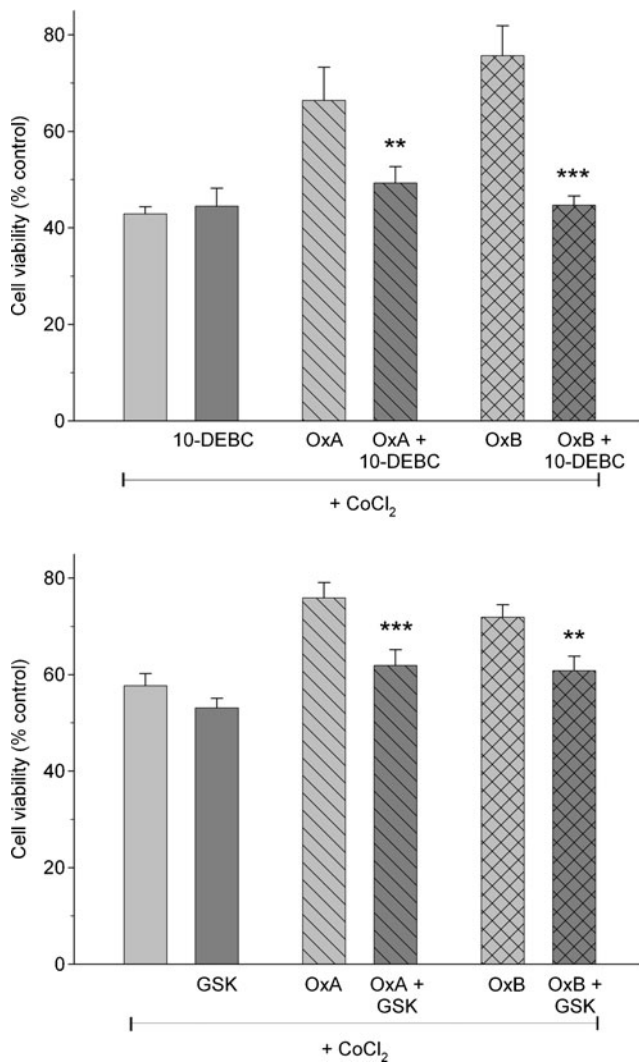 80
60
40
20
0
Cell viability (% control)
**
***
10-DEBC
OxA
OxA +
10-DEBC
OxB
OxB +
10-DEBC
+ CoCl₂
80
60
40
20
0
Cell viability (% control)
***
**
GSK
OxA
OxA +
GSK
OxB
OxB +
GSK
+ CoCl₂